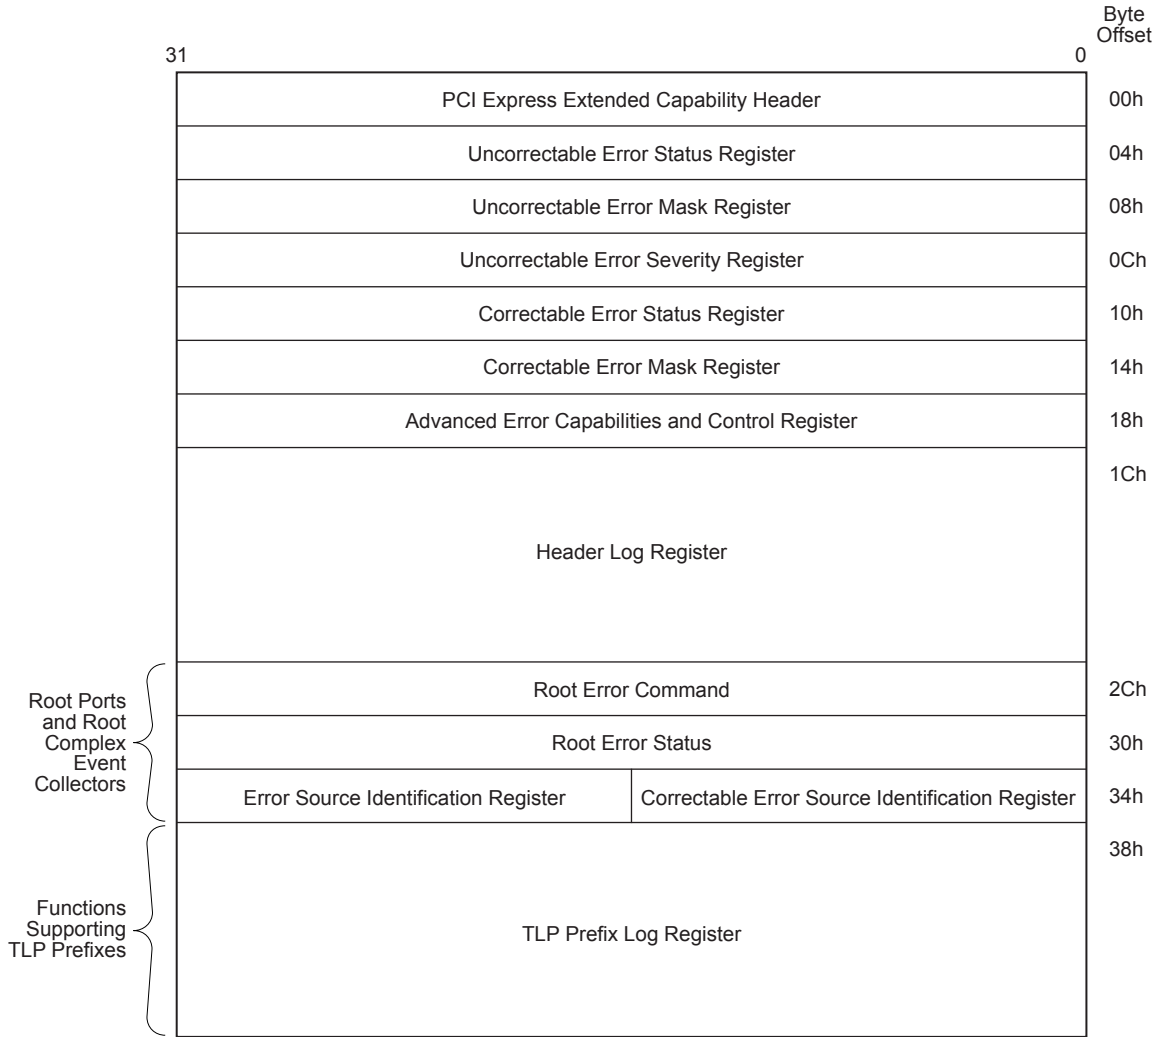 Byte
Offset
31
0
PCI Express Extended Capability Header
00h
Uncorrectable Error Status Register
04h
Uncorrectable Error Mask Register
08h
Uncorrectable Error Severity Register
0Ch
Correctable Error Status Register
10h
Correctable Error Mask Register
14h
Advanced Error Capabilities and Control Register
18h
1Ch
Header Log Register
Root Ports
and Root
Complex
Event
Collectors
Root Error Command
2Ch
Root Error Status
30h
Error Source Identification Register
Correctable Error Source Identification Register
34h
38h
Functions
Supporting
TLP Prefixes
TLP Prefix Log Register